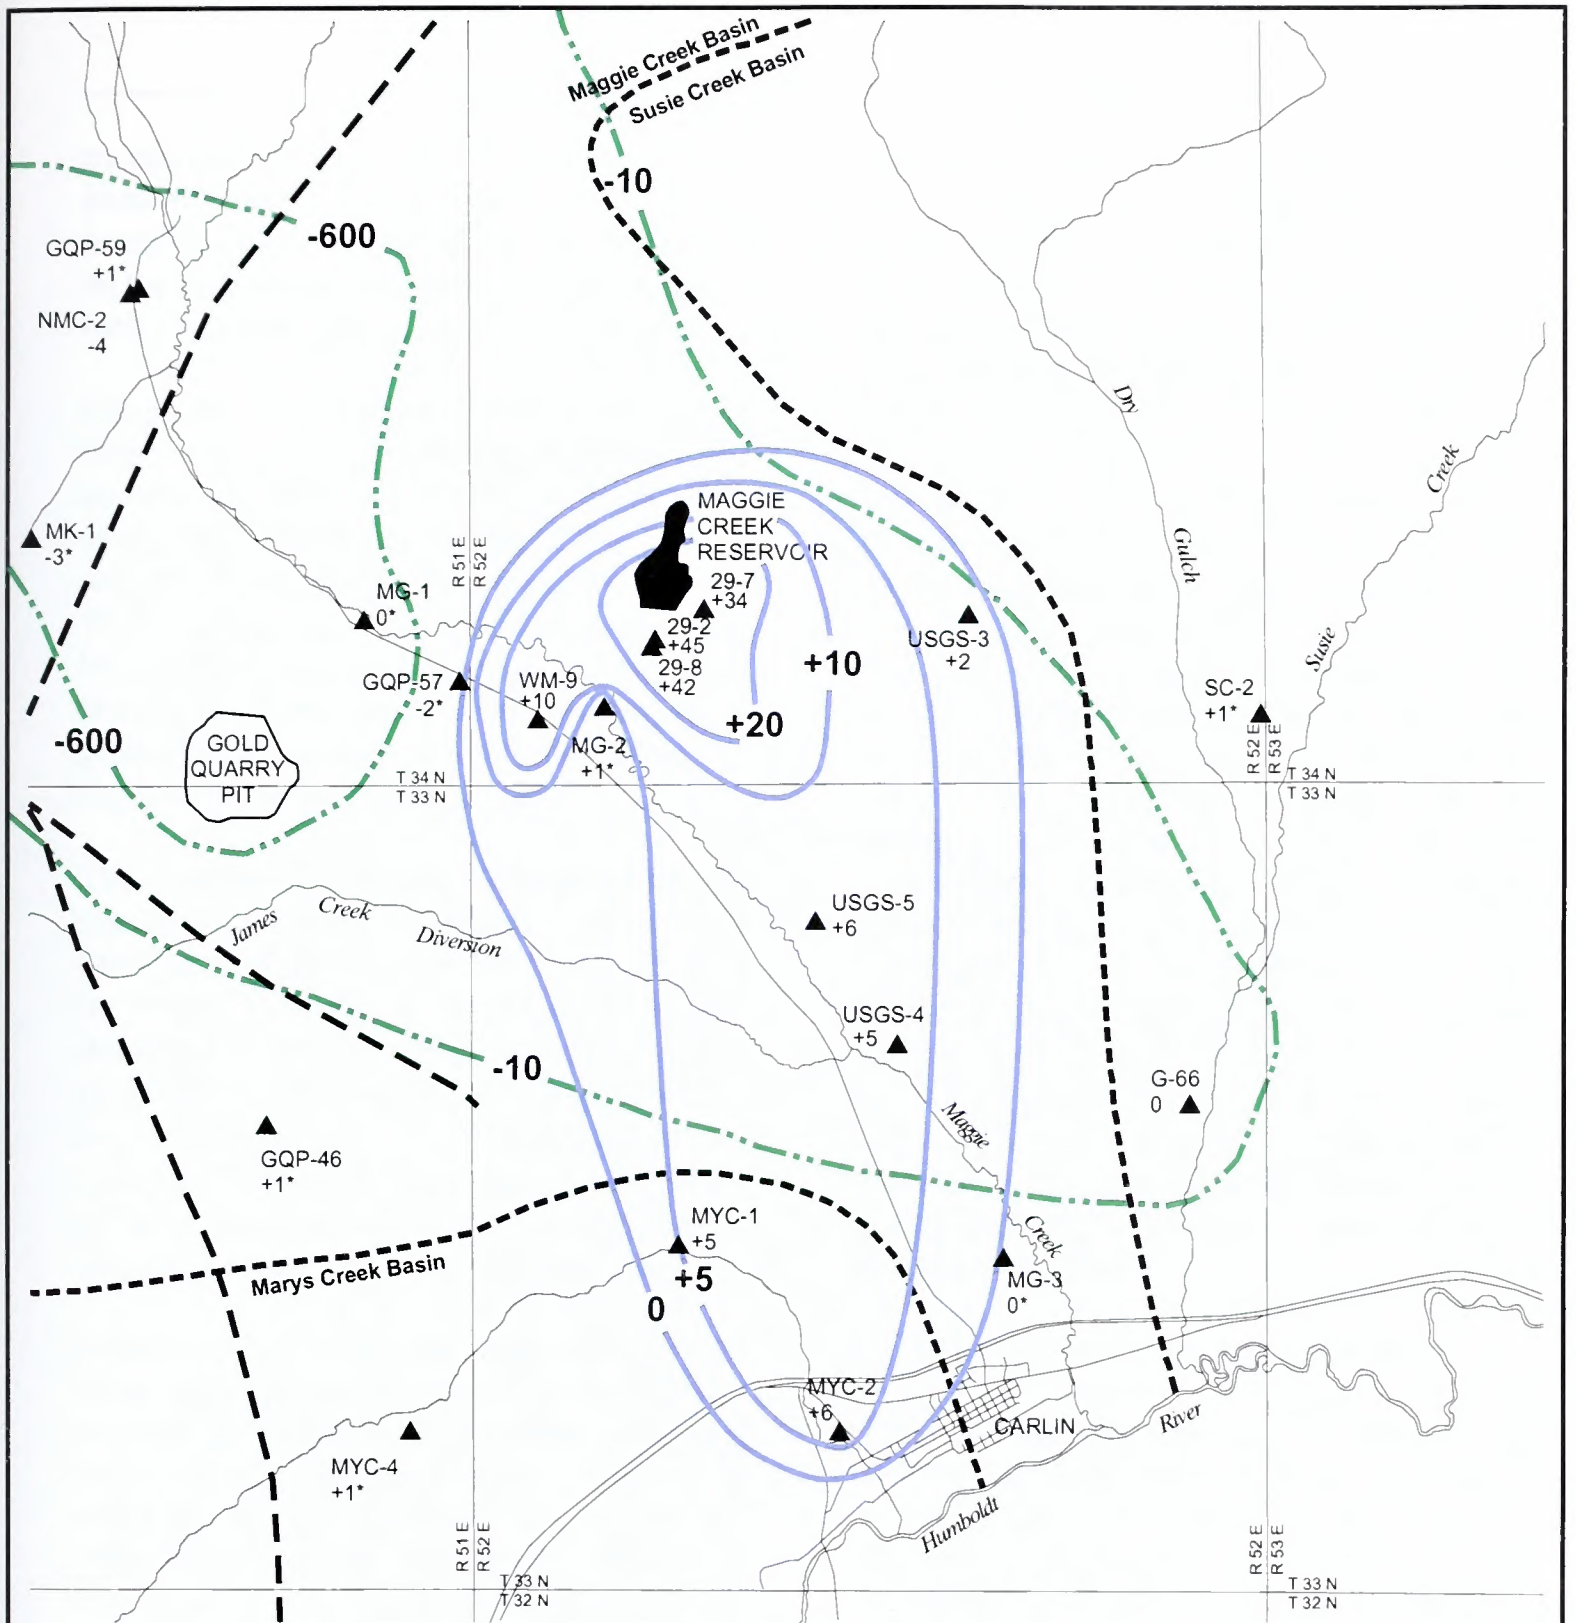 Maggie Creek Basin
Susie Creek Basin
-10
-600
GQP-59
+1*
NMC-2
-4
Dry
Gulch
Susie
Creek
MK-1
-3*
R 51 E
R 52 E
MAGGIE
CREEK
RESERVOIR
29-7
+34
29-2
+45
29-8
+42
MG-1
0*
GQP-57
-2*
WM-9
+10
MG-2
+1*
+10
+20
USGS-3
+2
SC-2
+1*
R 52 E
R 53 E
-600
GOLD
QUARRY
PIT
T 34 N
T 33 N
T 34 N
T 33 N
USGS-5
+6
James Creek Diversion
USGS-4
+5
-10
G-66
0
Maggie
Creek
GQP-46
+1*
MYC-1
+5
+5
0
Marys Creek Basin
MG-3
0*
MYC-2
+6
CARLIN
Humboldt
River
MYC-4
+1*
R 51 E
R 52 E
R 52 E
R 53 E
T 33 N
T 32 N
T 33 N
T 32 N